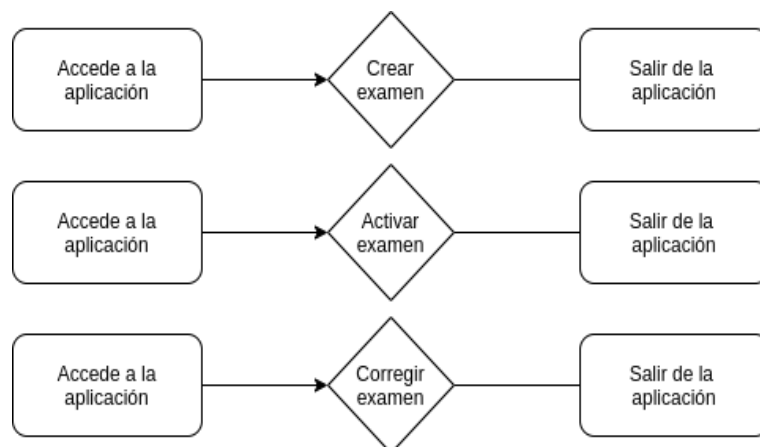 Accede a la
aplicación
Crear
examen
Salir de la
aplicación
Accede a la
aplicación
Activar
examen
Salir de la
aplicación
Accede a la
aplicación
Corregir
examen
Salir de la
aplicación